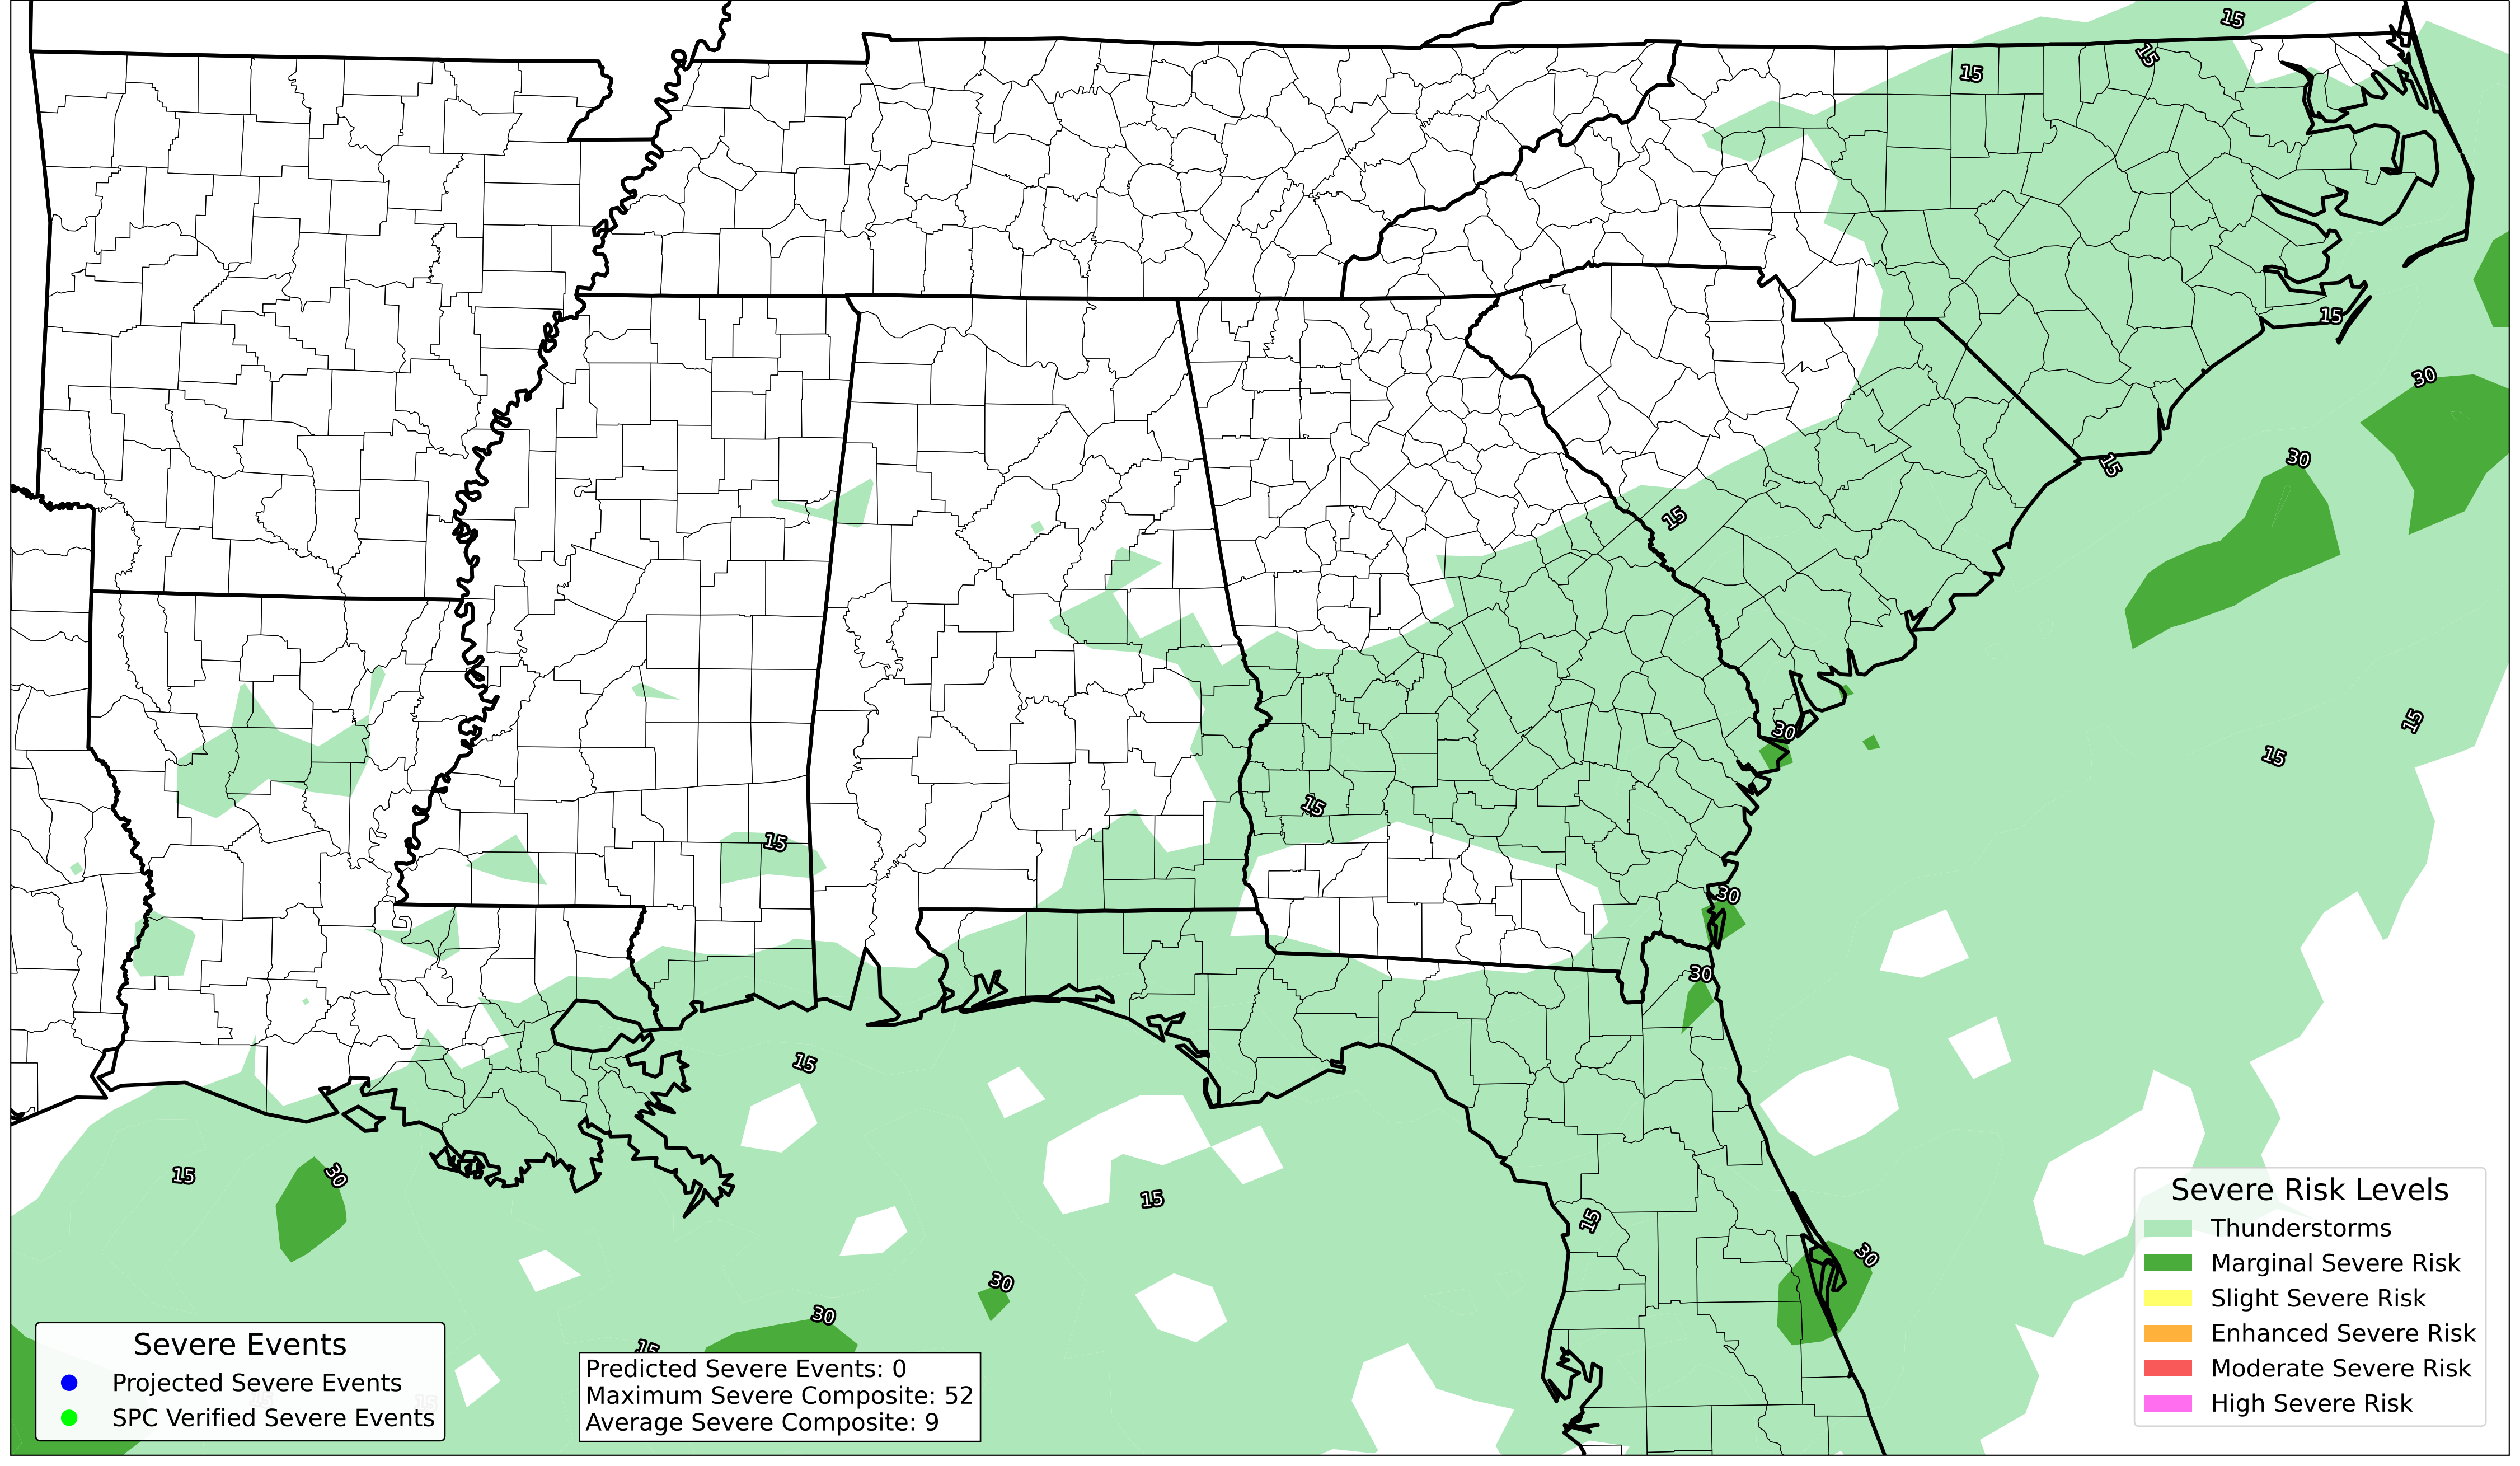 15
15
15
15
30
30
15
15
15
30
15
15
15
15
30
30
15
15
30
15
15
30
30
30
15
Severe Risk Levels
Thunderstorms
Marginal Severe Risk
Slight Severe Risk
Enhanced Severe Risk
Moderate Severe Risk
High Severe Risk
Severe Events
Projected Severe Events
SPC Verified Severe Events
Predicted Severe Events: 0
Maximum Severe Composite: 52
Average Severe Composite: 9